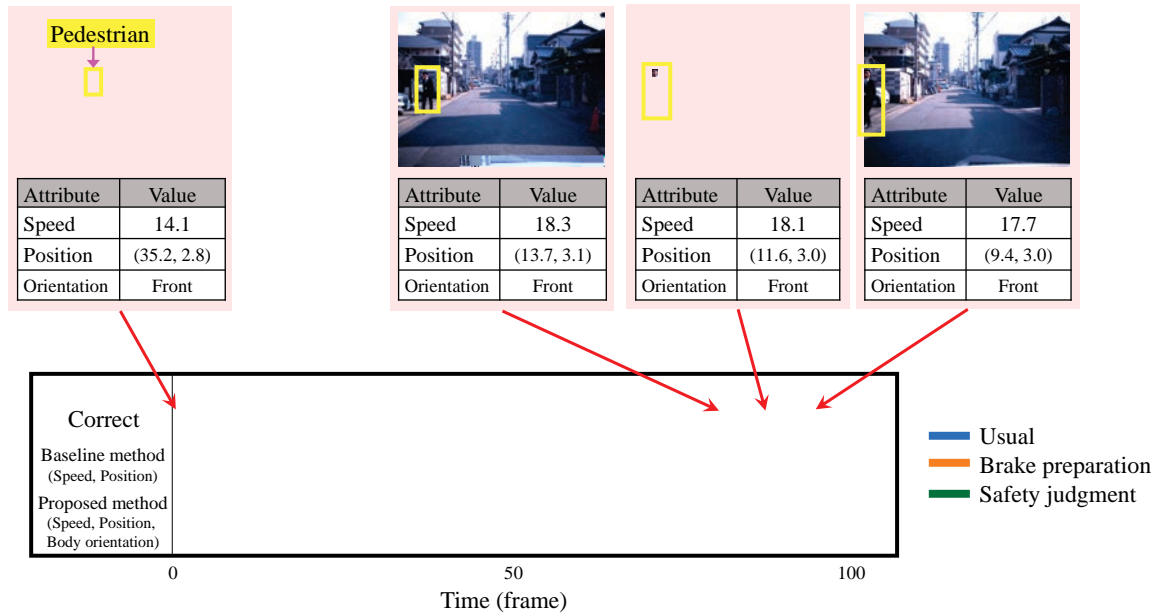 Pedestrian
Attribute Value
Speed 14.1
Position (35.2, 2.8)
Orientation Front
Attribute Value
Speed 18.3
Position (13.7, 3.1)
Orientation Front
Attribute Value
Speed 18.1
Position (11.6, 3.0)
Orientation Front
Attribute Value
Speed 17.7
Position (9.4, 3.0)
Orientation Front
Correct
Baseline method
(Speed, Position)
Proposed method
(Speed, Position,
Body orientation)
Usual
Brake preparation
Safety judgment
0 50 100
Time (frame)